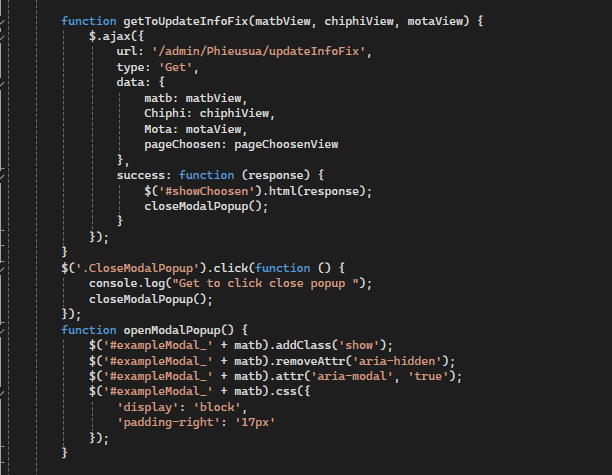 function getToUpdateInfoFix(matbView, chiphiView, motaView) {
$.ajax({
url: '/admin/Phieusua/updateInfoFix',
type: 'Get',
data: {
matb: matbView,
Chiphi: chiphiView,
Mota: motaView,
pageChoosen: pageChoosenView
},
success: function (response) {
$('#showChoosen').html(response);
closeModalPopup();
}
});
}
$('.CloseModalPopup').click(function () {
console.log("Get to click close popup ");
closeModalPopup();
});
function openModalPopup() {
$('#exampleModal_' + matb).addClass('show');
$('#exampleModal_' + matb).removeAttr('aria-hidden');
$('#exampleModal_' + matb).attr('aria-modal', 'true');
$('#exampleModal_' + matb).css({
'display': 'block',
'padding-right': '17px'
});
}